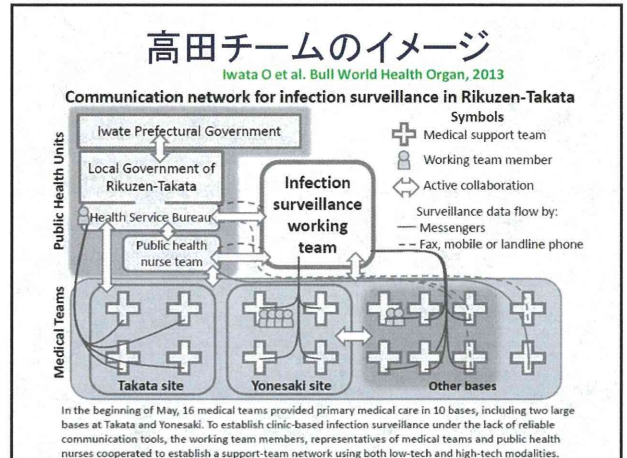 高田チームのイメージ
Iwata O et al. Bull World Health Organ, 2013
Communication network for infection surveillance in Rikuzen-Takata
Public Health Units
Iwate Prefectural Government
Local Government of
Rikuzen-Takata
Health Service Bureau
Public health
nurse team
Infection
surveillance
working
team
Symbols
Medical support team
Working team member
Active collaboration
Surveillance data flow by:
Messengers
Fax, mobile or landline phone
Medical Teams
Takata site
Yonesaki site
Other bases
In the beginning of May, 16 medical teams provided primary medical care in 10 bases, including two large
bases at Takata and Yonesaki. To establish clinic-based infection surveillance under the lack of reliable
communication tools, the working team members, representatives of medical teams and public health
nurses cooperated to establish a support-team network using both low-tech and high-tech modalities.